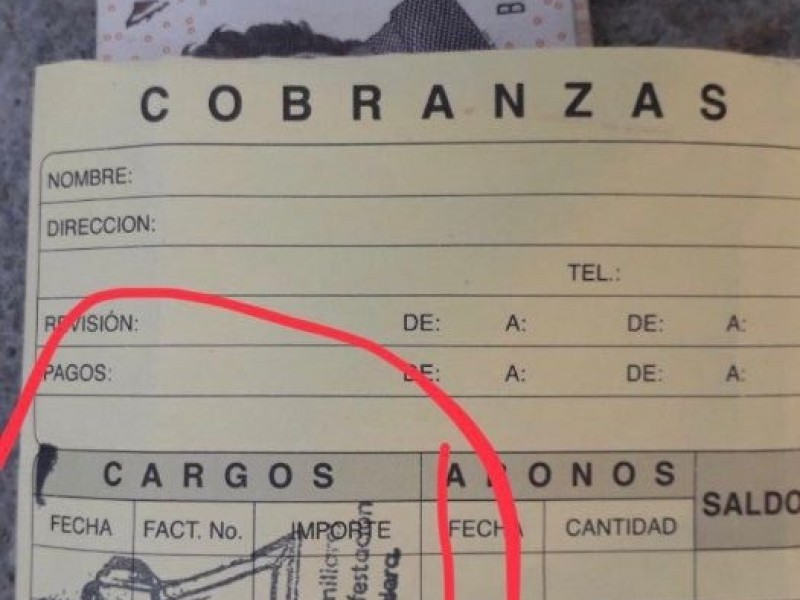 B
COBRANZAS
NOMBRE:
DIRECCION:
TEL.:
REVISIÓN: DE: A: DE: A:
PAGOS: DE: A: DE: A:
CARGOS ABONOS SALDO
FECHA FACT. No. IMPORTE FECHA CANTIDAD